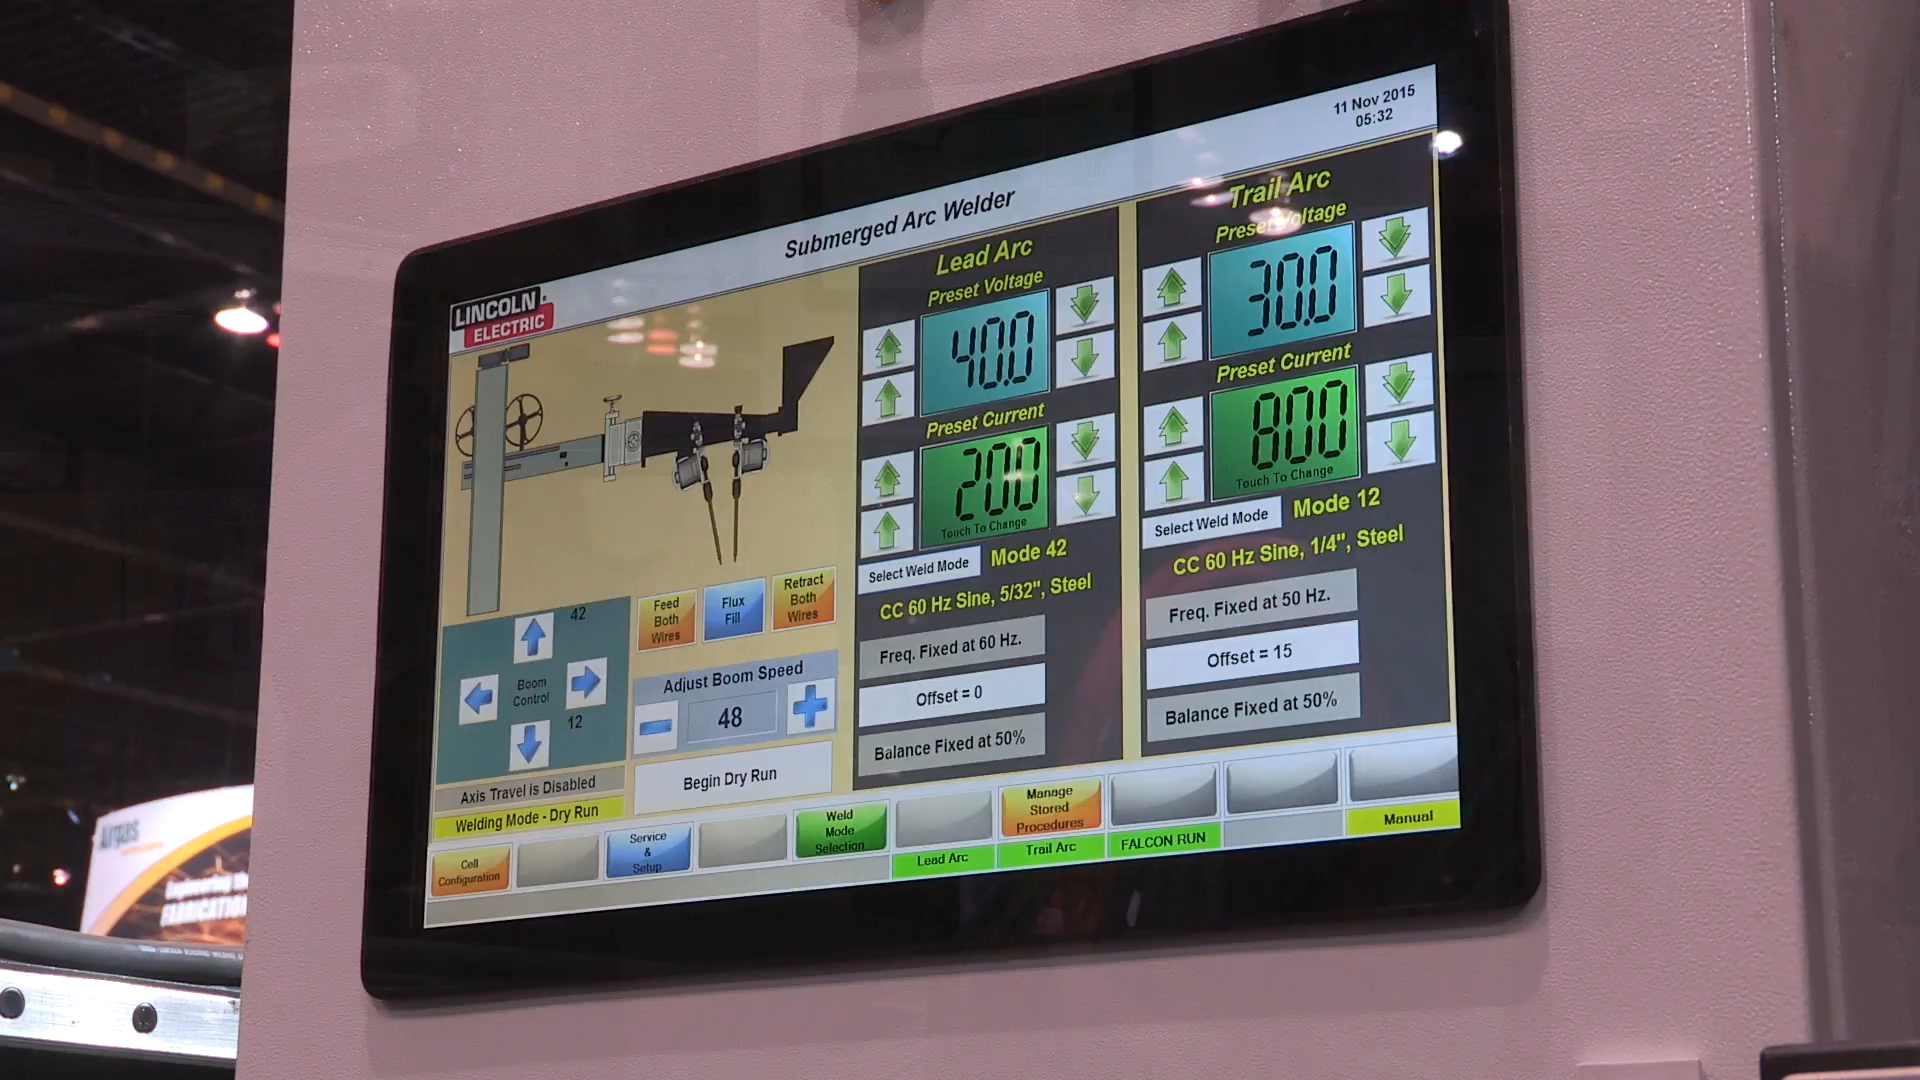 11 Nov 2015
05:32
Submerged Arc Welder
LINCOLN
ELECTRIC
Lead Arc
Preset Voltage
40.0
Preset Current
200
Touch To Change
Select Weld Mode
Mode 42
CC 60 Hz Sine, 5/32", Steel
Freq. Fixed at 60 Hz.
Offset = 0
Balance Fixed at 50%
Trail Arc
Preset Voltage
30.0
Preset Current
800
Touch To Change
Select Weld Mode
Mode 12
CC 60 Hz Sine, 1/4", Steel
Freq. Fixed at 50 Hz.
Offset = 15
Balance Fixed at 50%
Feed
Both
Wires
Flux
Fill
Retract
Both
Wires
42
Boom
Control
12
Adjust Boom Speed
48
Begin Dry Run
Axis Travel is Disabled
Welding Mode - Dry Run
Cell
Configuration
Service
&
Setup
Weld
Mode
Selection
Manage
Stored
Procedures
Lead Arc
Trail Arc
FALCON RUN
Manual
Airgas
Engineering the
FABRICATION